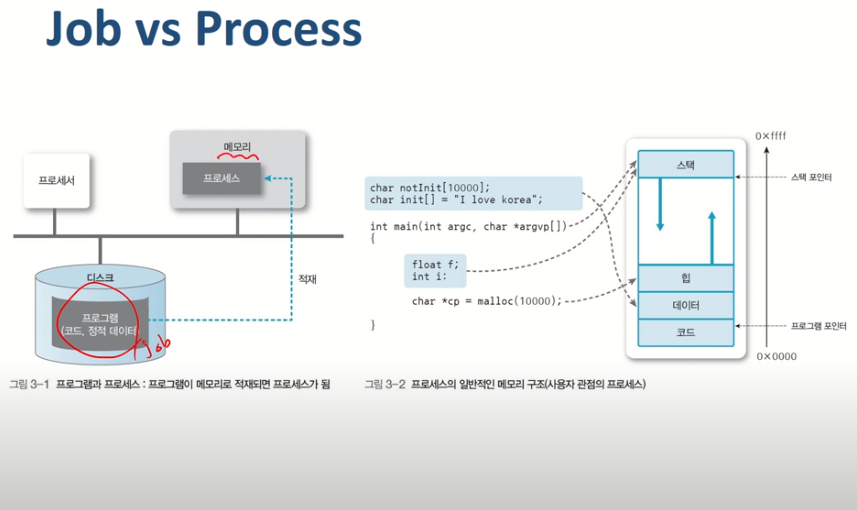 Job vs Process
메모리
프로세서
프로세스
디스크
적재
프로그램
(코드, 정적 데이터)
Job
그림 3-1 프로그램과 프로세스 : 프로그램이 메모리로 적재되면 프로세스가 됨
char notInit[10000];
char init[] = "I love korea";
int main(int argc, char *argvp[])
{
float f;
int i:
char *cp = malloc(10000);
}
0×ffff
스택
스택 포인터
힙
데이터
코드
프로그램 포인터
0×0000
그림 3-2 프로세스의 일반적인 메모리 구조(사용자 관점의 프로세스)